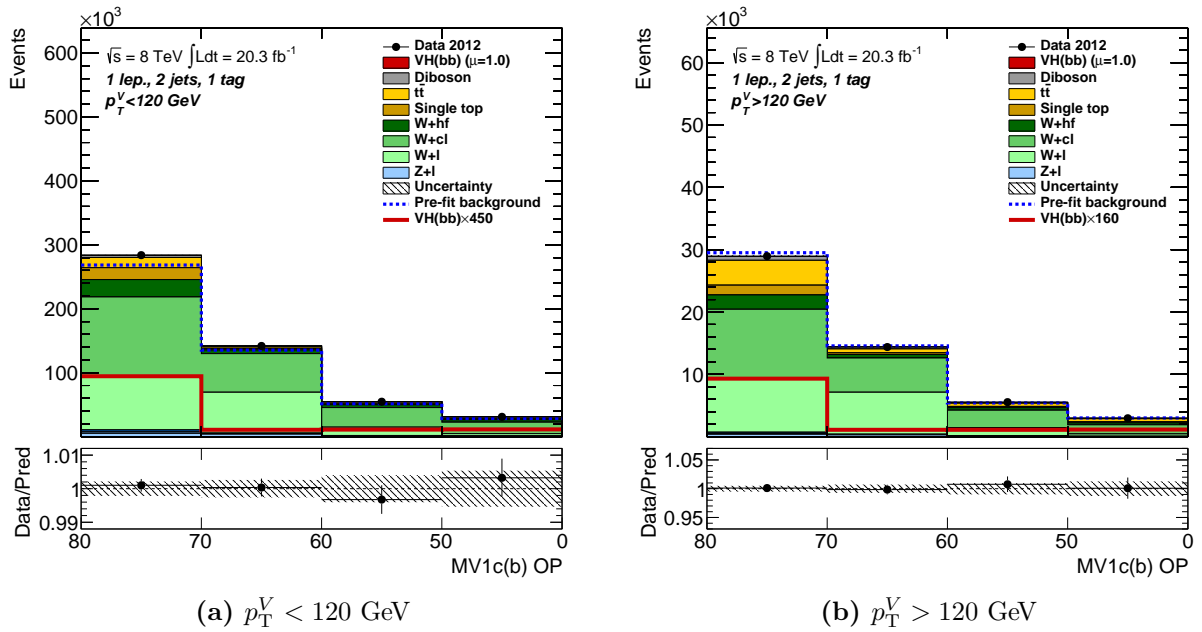 ×10³
Events
600
500
400
300
200
100
√s = 8 TeV ∫Ldt = 20.3 fb⁻¹
1 lep., 2 jets, 1 tag
p_T^V<120 GeV
Data 2012
VH(bb) (μ=1.0)
Diboson
tt̄
Single top
W+hf
W+cl
W+l
Z+l
Uncertainty
Pre-fit background
VH(bb)×450
Data/Pred
1.01
1
0.99
80 70 60 50 0
MV1c(b) OP
(a) p_T^V < 120 GeV
×10³
Events
60
50
40
30
20
10
√s = 8 TeV ∫Ldt = 20.3 fb⁻¹
1 lep., 2 jets, 1 tag
p_T^V>120 GeV
Data 2012
VH(bb) (μ=1.0)
Diboson
tt̄
Single top
W+hf
W+cl
W+l
Z+l
Uncertainty
Pre-fit background
VH(bb)×160
Data/Pred
1.05
1
0.95
80 70 60 50 0
MV1c(b) OP
(b) p_T^V > 120 GeV